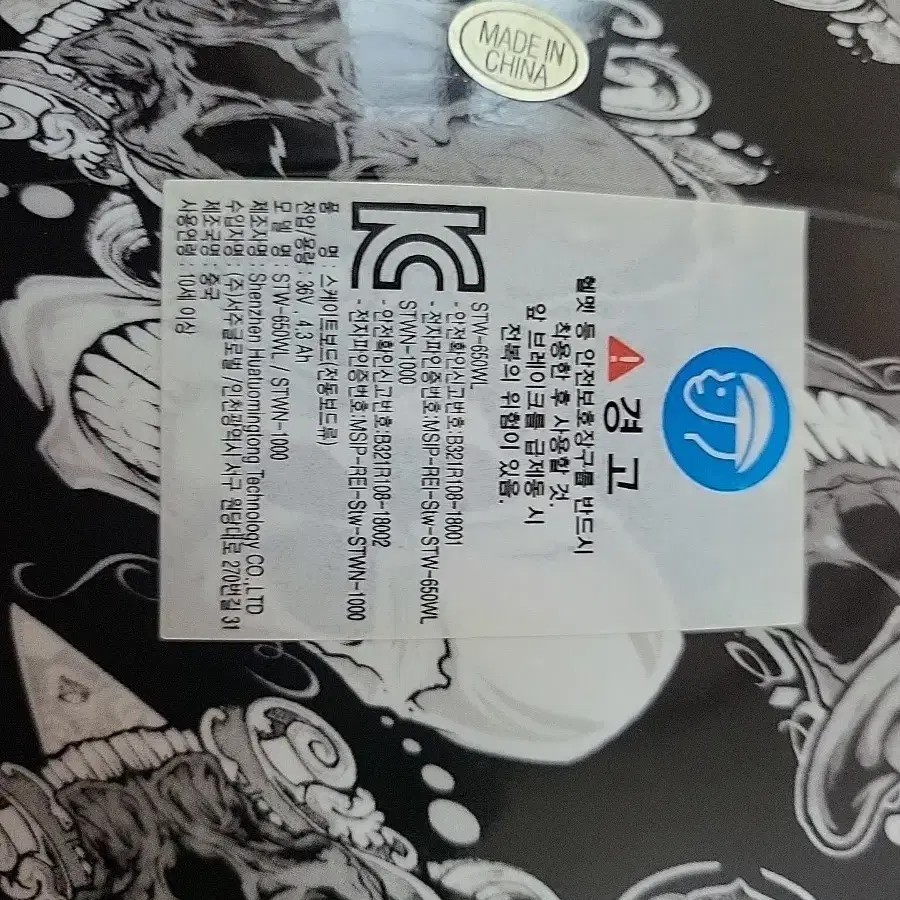 MADE IN
CHINA
경 고
헬멧 등 안전보호장구를 반드시
착용한 후 사용할 것.
앞 브레이크를 급제동 시
전복의 위험이 있음.
STW-650WL
- 안전확인신고번호:B321R108-18001
- 전자파인증번호:MSIP-REI-Stw-STW-650WL
STWN-1000
- 안전확인신고번호:B321R108-18002
- 전자파인증번호:MSIP-REI-Stw-STWN-1000
품 명 : 스케이트보드(전동보드류)
전압/용량 : 36V , 4.3 Ah
모 델 명 : STW-650WL / STWN-1000
제조자명 : Shenzhen Huatuominglong Technology CO.,LTD
수입자명 : (주)서주글로벌 / 인천광역시 서구 원당대로 270번길 31
제조국명 : 중국
사용연령 : 10세 이상